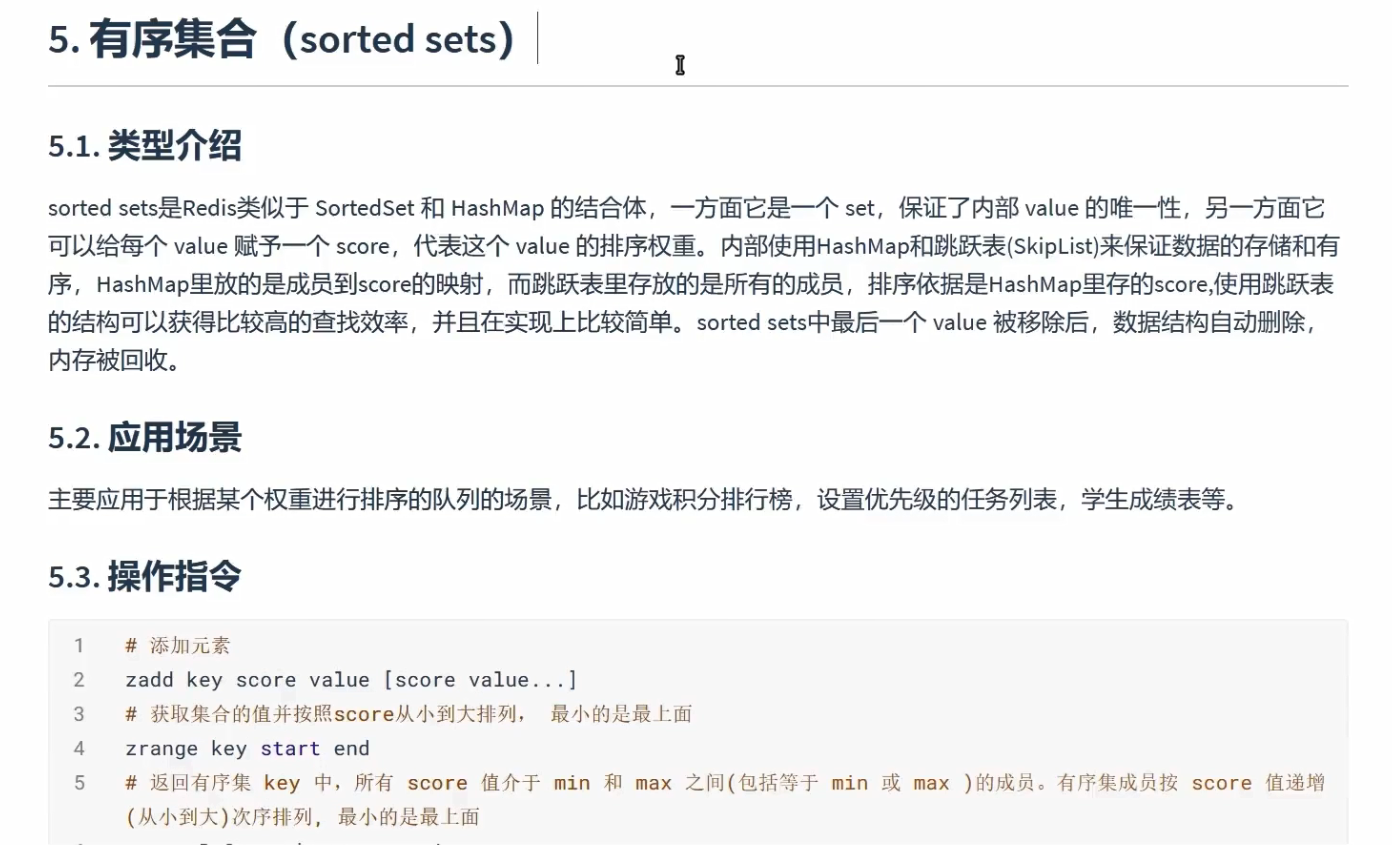 5. 有序集合（sorted sets）
5.1. 类型介绍
sorted sets是Redis类似于 SortedSet 和 HashMap 的结合体，一方面它是一个 set，保证了内部 value 的唯一性，另一方面它
可以给每个 value 赋予一个 score，代表这个 value 的排序权重。内部使用HashMap和跳跃表(SkipList)来保证数据的存储和有
序，HashMap里放的是成员到score的映射，而跳跃表里存放的是所有的成员，排序依据是HashMap里存的score,使用跳跃表
的结构可以获得比较高的查找效率，并且在实现上比较简单。sorted sets中最后一个 value 被移除后，数据结构自动删除，
内存被回收。
5.2. 应用场景
主要应用于根据某个权重进行排序的队列的场景，比如游戏积分排行榜，设置优先级的任务列表，学生成绩表等。
5.3. 操作指令
1 # 添加元素
2 zadd key score value [score value...]
3 # 获取集合的值并按照score从小到大排列， 最小的是最上面
4 zrange key start end
5 # 返回有序集 key 中，所有 score 值介于 min 和 max 之间(包括等于 min 或 max )的成员。有序集成员按 score 值递增
(从小到大)次序排列, 最小的是最上面